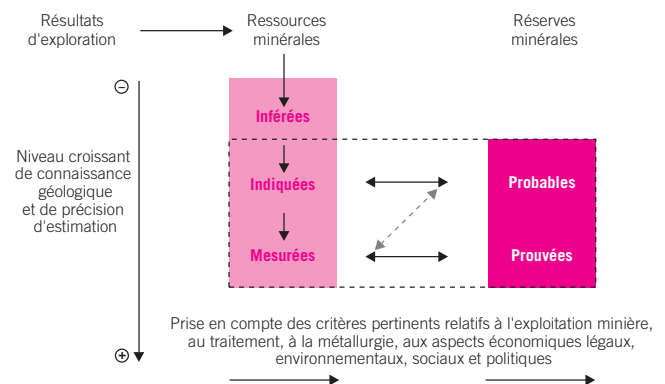 Résultats
d'exploration
Ressources
minérales
Réserves
minérales
Inférées
Niveau croissant
de connaissance
géologique
et de précision
d'estimation
Indiquées
Probables
Mesurées
Prouvées
Prise en compte des critères pertinents relatifs à l'exploitation minière,
au traitement, à la métallurgie, aux aspects économiques légaux,
environnementaux, sociaux et politiques